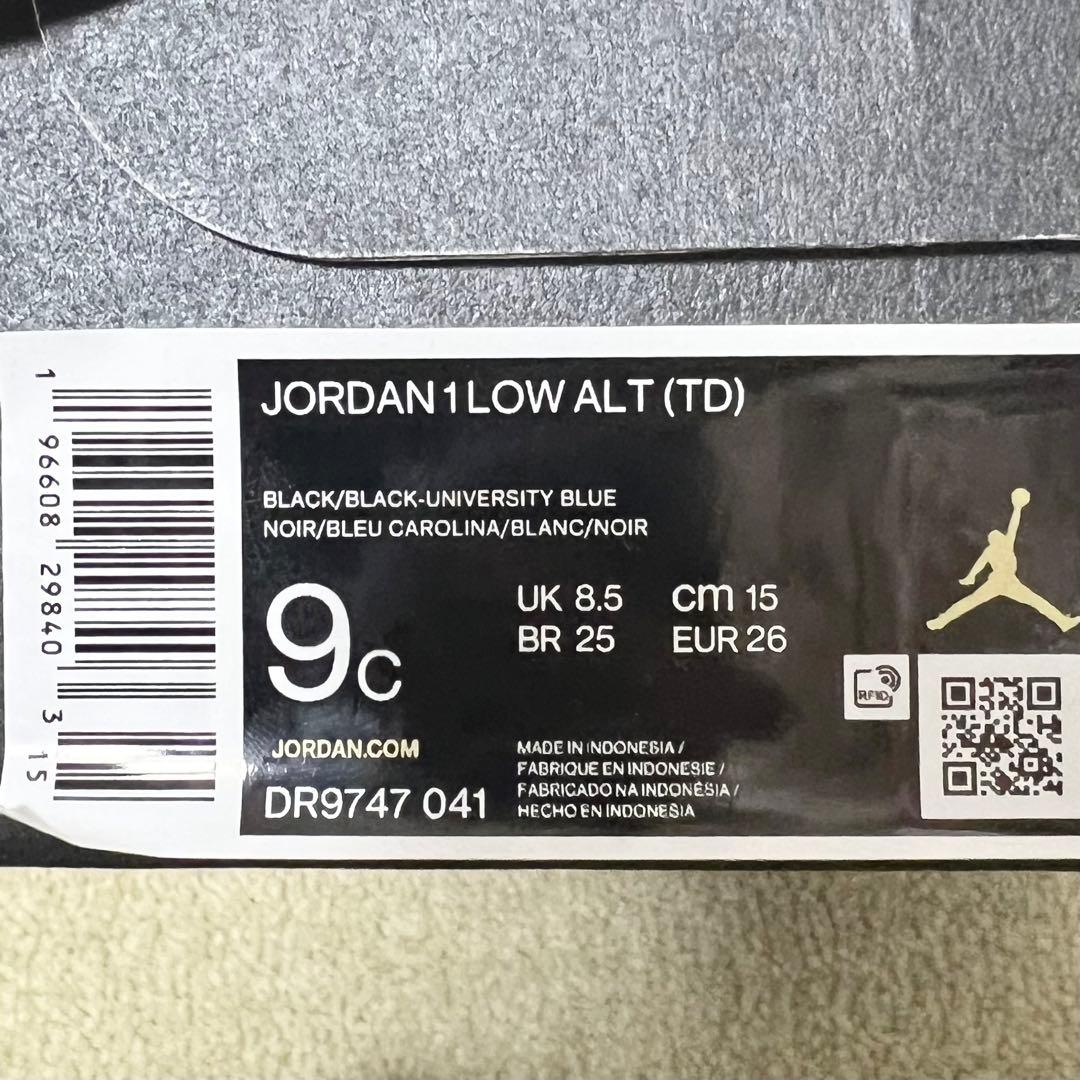 JORDAN 1 LOW ALT (TD)
BLACK/BLACK-UNIVERSITY BLUE
NOIR/BLEU CAROLINA/BLANC/NOIR
9C
UK 8.5 cm 15
BR 25 EUR 26
RFID
JORDAN.COM
DR9747 041
MADE IN INDONESIA /
FABRIQUE EN INDONESIE /
FABRICADO NA INDONÉSIA /
HECHO EN INDONESIA
1 96608 29840 3 15